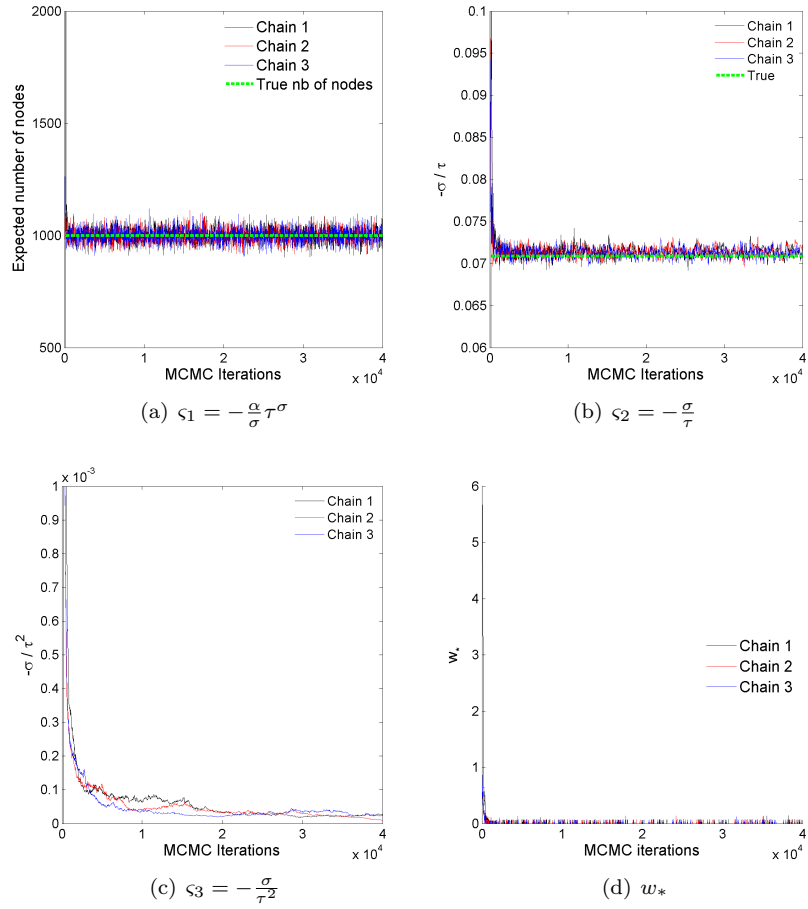 2000
1500
1000
500
Expected number of nodes
Chain 1
Chain 2
Chain 3
True nb of nodes
0 1 2 3 4
MCMC Iterations
x 10^4
(a) ς₁ = −\frac{α}{σ}τ^σ
0.1
0.095
0.09
0.085
0.08
0.075
0.07
0.065
0.06
-σ / τ
Chain 1
Chain 2
Chain 3
True
0 1 2 3 4
MCMC Iterations
x 10^4
(b) ς₂ = −\frac{σ}{τ}
x 10^-3
1
0.9
0.8
0.7
0.6
0.5
0.4
0.3
0.2
0.1
0
-σ / τ^2
Chain 1
Chain 2
Chain 3
0 1 2 3 4
MCMC Iterations
x 10^4
(c) ς₃ = −\frac{σ}{τ^2}
6
5
4
3
2
1
0
w_*
Chain 1
Chain 2
Chain 3
0 1 2 3 4
MCMC iterations
x 10^4
(d) w_*